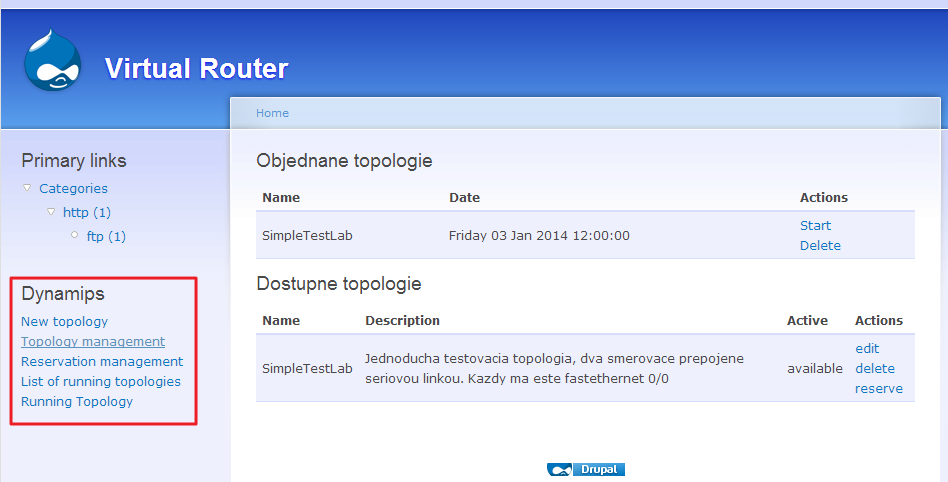 Virtual Router
Home
Primary links
Categories
http (1)
ftp (1)
Dynamips
New topology
Topology management
Reservation management
List of running topologies
Running Topology
Objednane topologie
Name Date Actions
SimpleTestLab Friday 03 Jan 2014 12:00:00 Start
Delete
Dostupne topologie
Name Description Active Actions
SimpleTestLab Jednoducha testovacia topologia, dva smerovace prepojene available edit
seriovou linkou. Kazdy ma este fastethernet 0/0 delete
reserve
Drupal